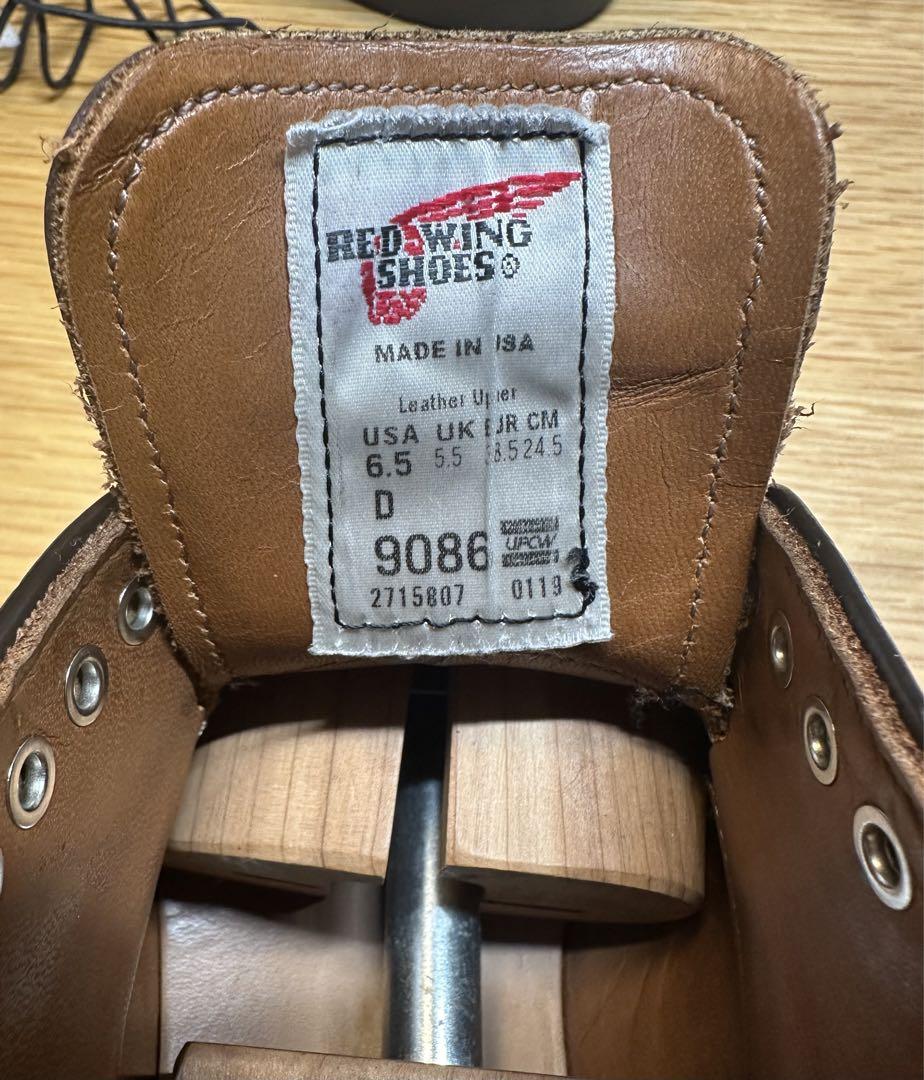 RED WING
SHOES®
MADE IN USA
Leather Upper
USA UK EUR CM
6.5 5.5 38.5 24.5
D
9086 UFCW
2715807 0119